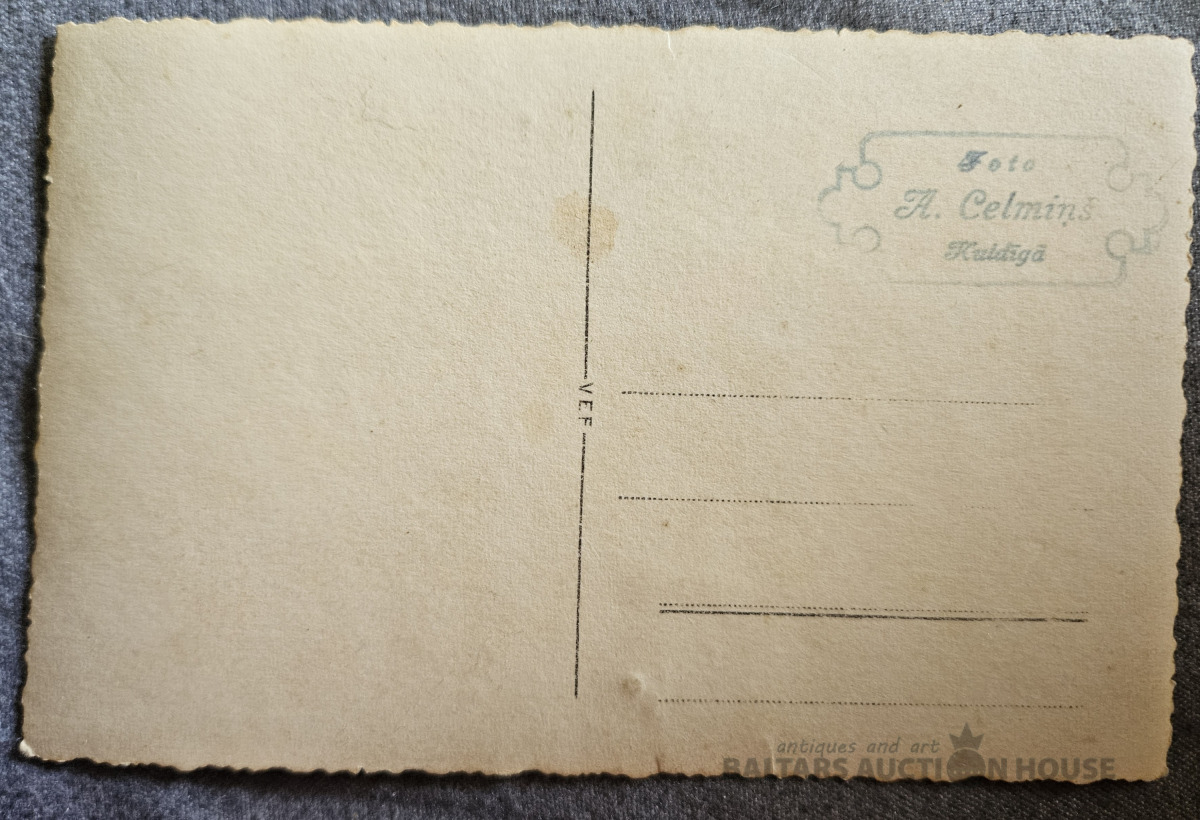 Foto
A. Celmiņš
Kuldīgā
VEF
antiques and art
BALTARS AUCTION HOUSE